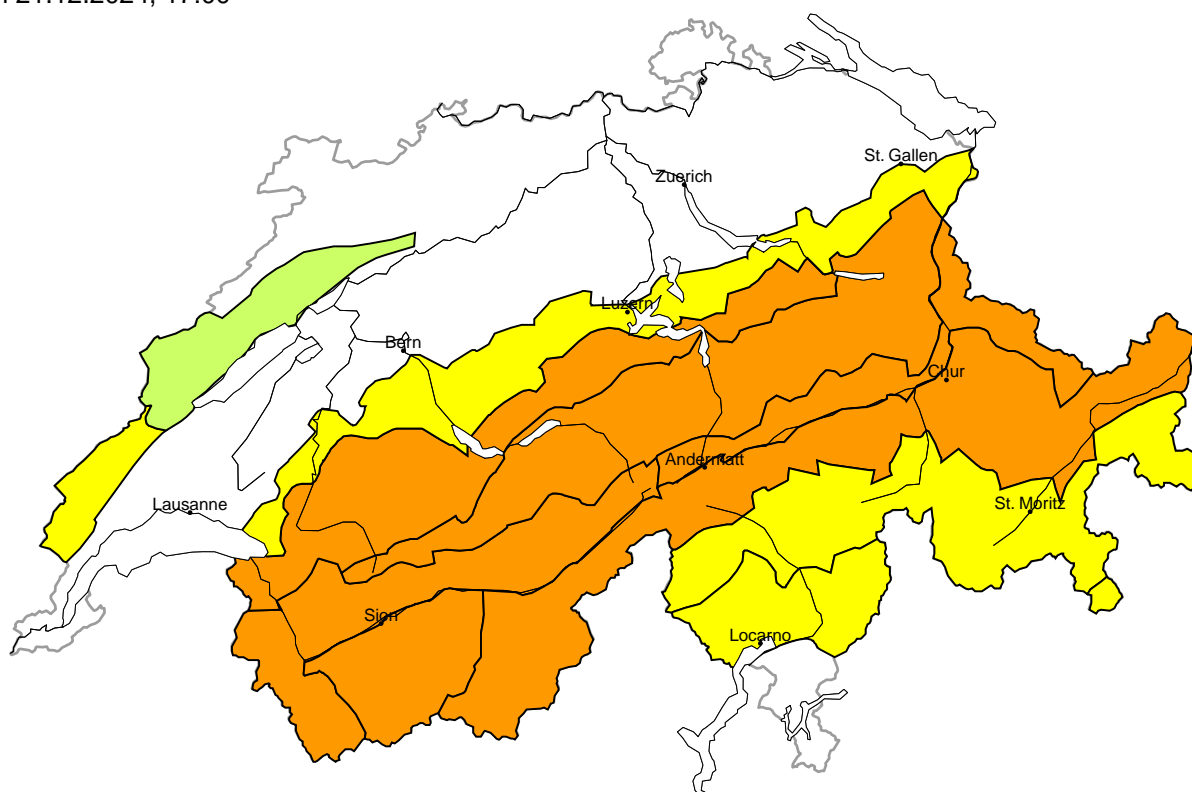 St. Gallen
Zuerich
Luzern
Bern
Chur
Andermatt
Lausanne
St. Moritz
Sion
Locarno